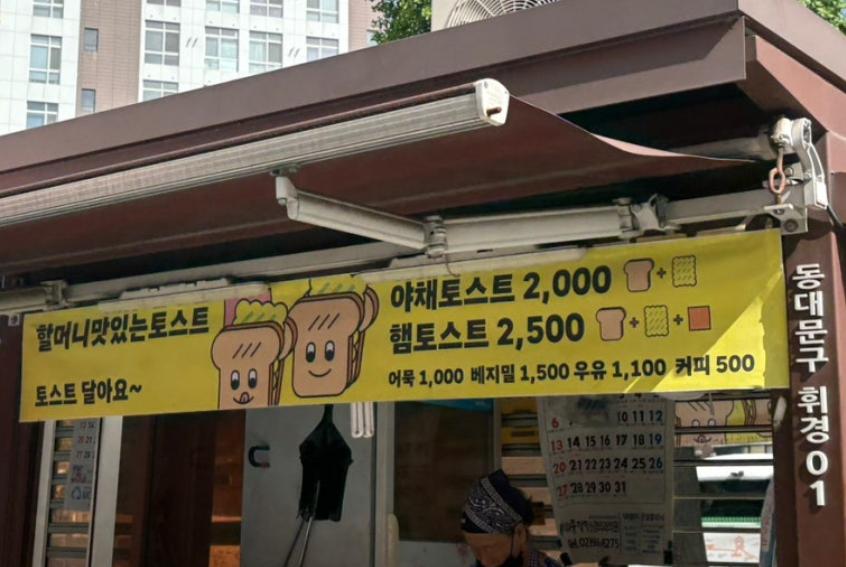 할머니맛있는토스트
토스트 달아요~
야채토스트 2,000
햄토스트 2,500
어묵 1,000 베지밀 1,500 우유 1,100 커피 500
동대문구 휘경01
6 10 11 12
13 14 15 16 17 18 19
20 21 22 23 24 25 26
27 28 29 30 31